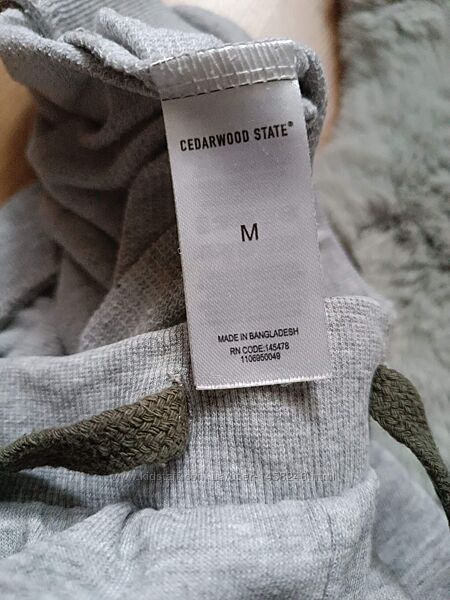 CEDARWOOD STATE®
M
MADE IN BANGLADESH
RN CODE:145478
1106950049